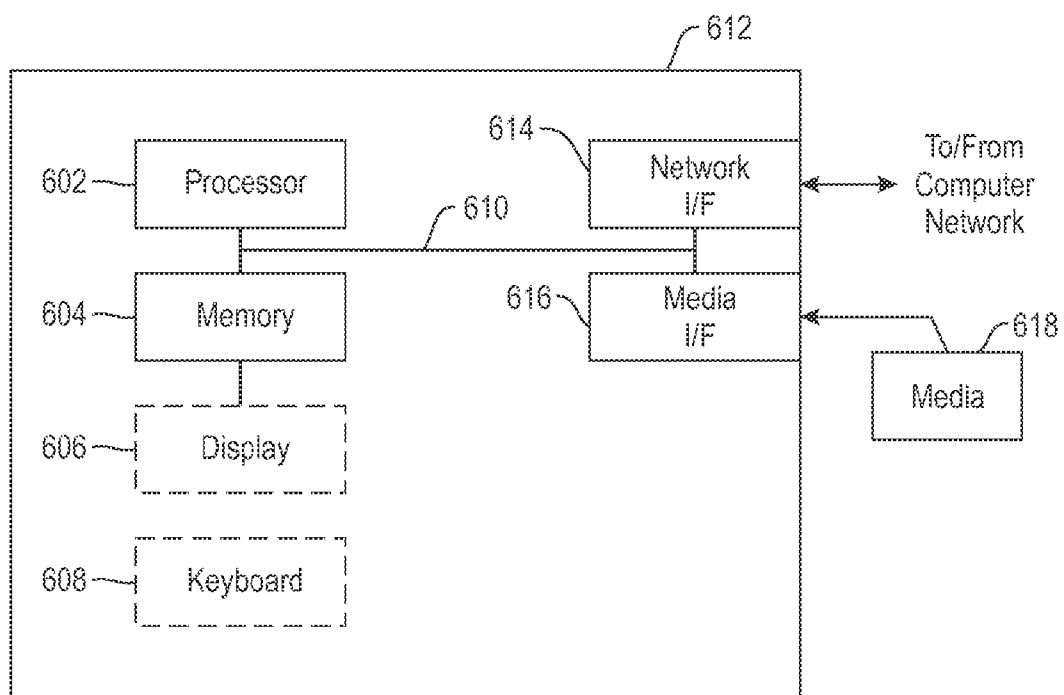 612
614
Network
I/F
To/From
Computer
Network
602
Processor
610
604
Memory
616
Media
I/F
618
Media
606
Display
608
Keyboard